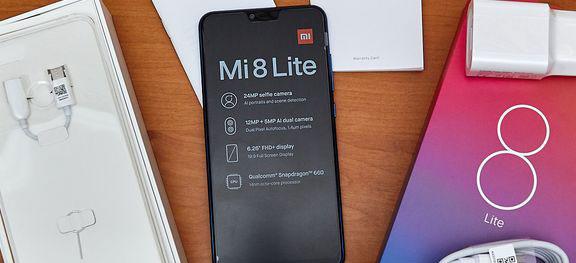 mi
Mi 8 Lite
24MP selfie camera
AI portraits and scene detection
12MP + 5MP AI dual camera
Dual Pixel Autofocus, 1.4μm pixels
6.26" FHD+ display
19:9 Full Screen Display
CPU
Qualcomm® Snapdragon™ 660
14nm octa-core processor
Warranty Card
8
Lite